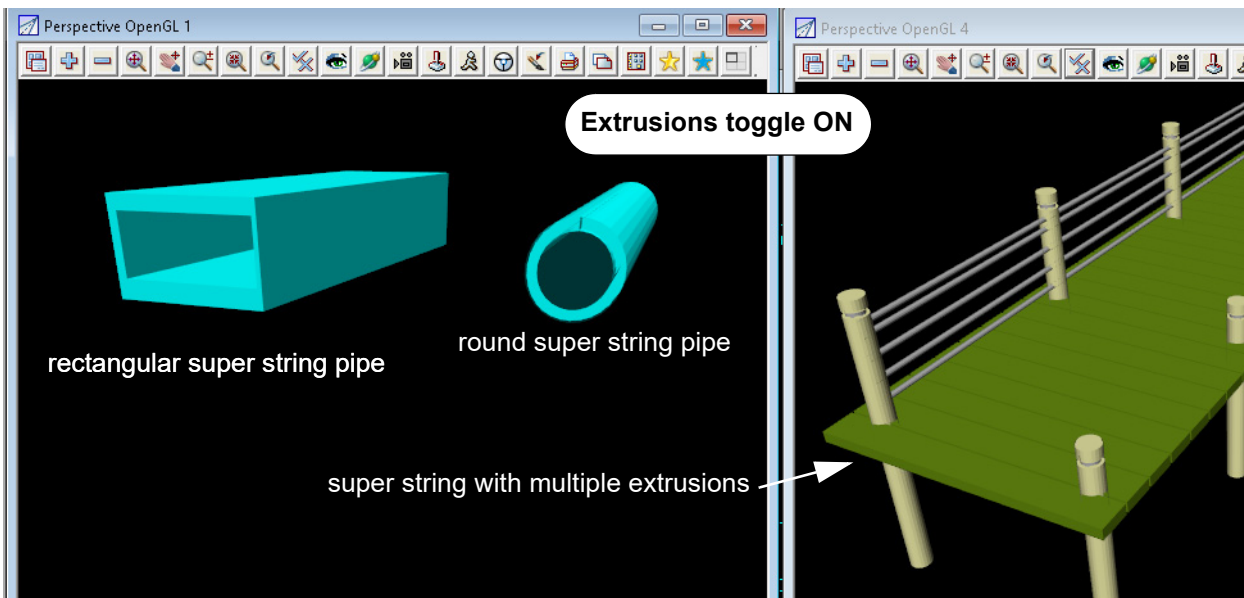 Perspective OpenGL 1
Perspective OpenGL 4
Extrusions toggle ON
rectangular super string pipe
round super string pipe
super string with multiple extrusions